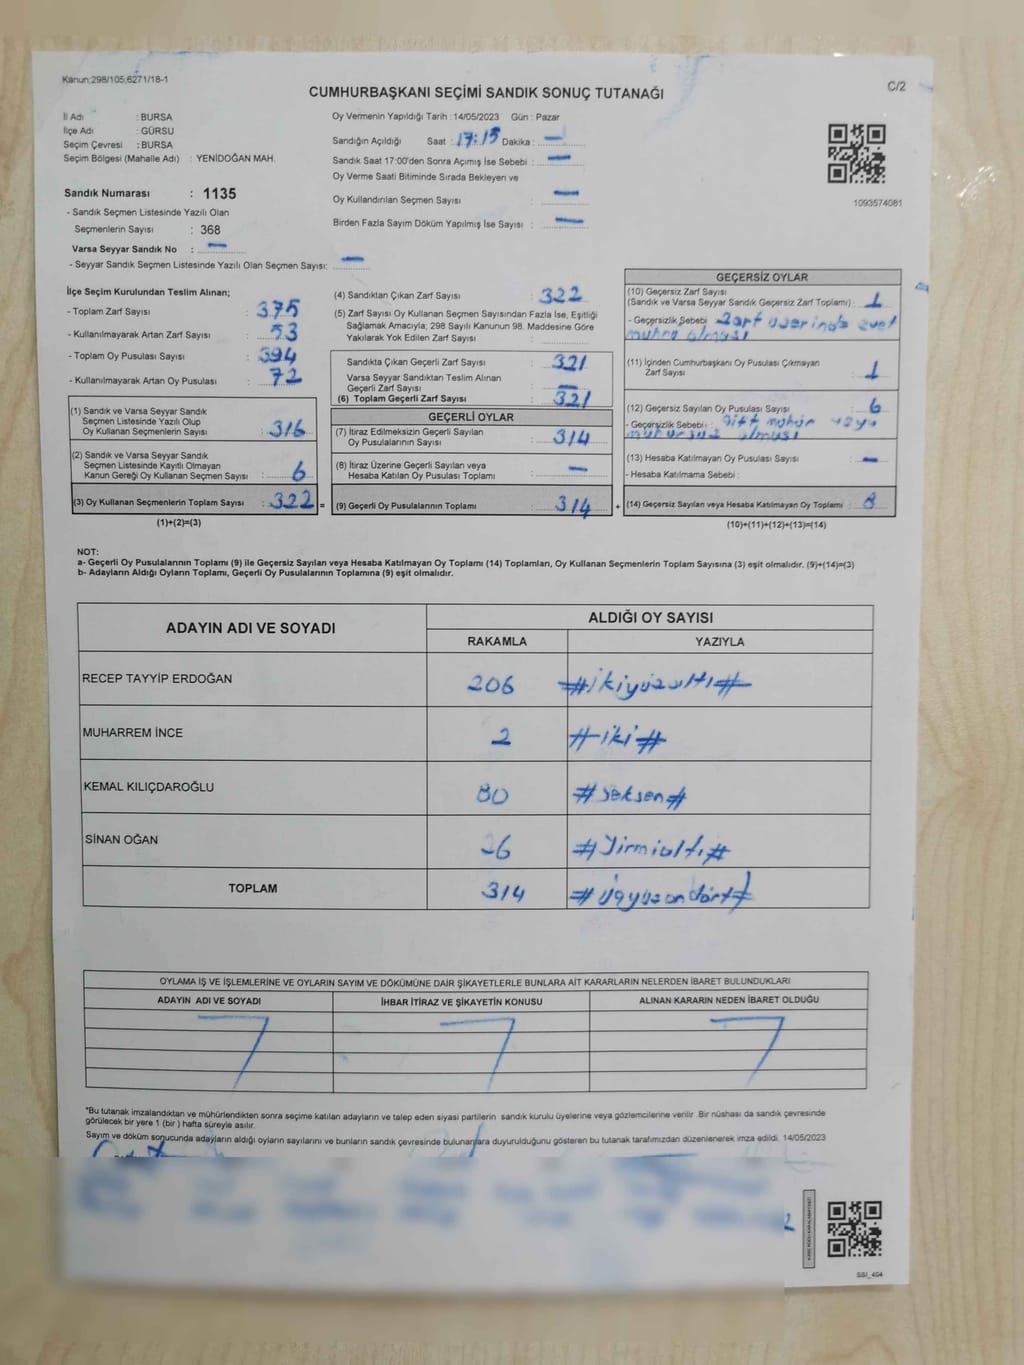 Kanun:298/105,6271/18-1
C/2
CUMHURBAŞKANI SEÇİMİ SANDIK SONUÇ TUTANAĞI
İl Adı : BURSA
İlçe Adı : GÜRSU
Seçim Çevresi : BURSA
Seçim Bölgesi (Mahalle Adı) : YENİDOĞAN MAH.
Sandık Numarası : 1135
- Sandık Seçmen Listesinde Yazılı Olan
Seçmenlerin Sayısı : 368
Varsa Seyyar Sandık No : —
- Seyyar Sandık Seçmen Listesinde Yazılı Olan Seçmen Sayısı: —
Oy Vermenin Yapıldığı Tarih : 14/05/2023 Gün : Pazar
Sandığın Açıldığı Saat : 17:15 Dakika : —
Sandık Saat 17:00'den Sonra Açımış İse Sebebi : —
Oy Verme Saati Bitiminde Sırada Bekleyen ve
Oy Kullandırılan Seçmen Sayısı : —
Birden Fazla Sayım Döküm Yapılmış İse Sayısı : —
1093574081
İlçe Seçim Kurulundan Teslim Alınan;
- Toplam Zarf Sayısı : 375
- Kullanılmayarak Artan Zarf Sayısı : 53
- Toplam Oy Pusulası Sayısı : 394
- Kullanılmayarak Artan Oy Pusulası : 72
(1) Sandık ve Varsa Seyyar Sandık
Seçmen Listesinde Yazılı Olup
Oy Kullanan Seçmenlerin Sayısı : 316
(2) Sandık ve Varsa Seyyar Sandık
Seçmen Listesinde Kayıtlı Olmayan
Kanun Gereği Oy Kullanan Seçmen Sayısı : 6
(3) Oy Kullanan Seçmenlerin Toplam Sayısı : 322 =
(1)+(2)=(3)
(4) Sandıktan Çıkan Zarf Sayısı : 322
(5) Zarf Sayısı Oy Kullanan Seçmen Sayısından Fazla İse, Eşitliği
Sağlamak Amacıyla; 298 Sayılı Kanunun 98. Maddesine Göre
Yakılarak Yok Edilen Zarf Sayısı :
Sandıkta Çıkan Geçerli Zarf Sayısı : 321
Varsa Seyyar Sandıktan Teslim Alınan
Geçerli Zarf Sayısı : —
(6) Toplam Geçerli Zarf Sayısı : 321
GEÇERLİ OYLAR
(7) İtiraz Edilmeksizin Geçerli Sayılan
Oy Pusulasının Sayısı : 314
(8) İtiraz Üzerine Geçerli Sayılan veya
Hesaba Katılan Oy Pusulası Toplamı : —
(9) Geçerli Oy Pusulalarının Toplamı : 314 +
GEÇERSİZ OYLAR
(10) Geçersiz Zarf Sayısı
(Sandık ve Varsa Seyyar Sandık Geçersiz Zarf Toplamı) : 1
- Geçersizlik Sebebi : Zarf üzerinde evet
muhru olması
(11) İçinden Cumhurbaşkanı Oy Pusulası Çıkmayan
Zarf Sayısı : 1
(12) Geçersiz Sayılan Oy Pusulası Sayısı : 6
- Geçersizlik Sebebi : Çift mühür veya
mühürsüz olması
(13) Hesaba Katılmayan Oy Pusulası Sayısı : —
- Hesaba Katılmama Sebebi :
(14) Geçersiz Sayılan veya Hesaba Katılmayan Oy Toplamı : 8
(10)+(11)+(12)+(13)=(14)
NOT:
a- Geçerli Oy Pusulalarının Toplamı (9) ile Geçersiz Sayılan veya Hesaba Katılmayan Oy Toplamı (14) Toplamları, Oy Kullanan Seçmenlerin Toplam Sayısına (3) eşit olmalıdır. (9)+(14)=(3)
b- Adayların Aldığı Oyların Toplamı, Geçerli Oy Pusulalarının Toplamına (9) eşit olmalıdır.
ADAYIN ADI VE SOYADI
ALDIĞI OY SAYISI
RAKAMLA YAZIYLA
RECEP TAYYİP ERDOĞAN 206 #ikiyüzaltı#
MUHARREM İNCE 2 #iki#
KEMAL KILIÇDAROĞLU 80 #seksen#
SİNAN OĞAN 26 #Yirmialtı#
TOPLAM 314 #üçyüzondört#
OYLAMA İŞ VE İŞLEMLERİNE VE OYLARIN SAYIM VE DÖKÜMÜNE DAİR ŞİKAYETLERLE BUNLARA AİT KARARLARIN NELERDEN İBARET BULUNDUKLARI
ADAYIN ADI VE SOYADI İHBAR İTİRAZ VE ŞİKAYETİN KONUSU ALINAN KARARIN NEDEN İBARET OLDUĞU
*Bu tutanak imzalandıktan ve mühürlendikten sonra seçime katılan adayların ve talep eden siyasi partilerin sandık kurulu üyelerine veya gözlemcilerine verilir. Bir nüshası da sandık çevresinde
görülecek bir yere 1 (bir ) hafta süreyle asılır.
Sayım ve döküm sonucunda adayların aldığı oyların sayılarını ve bunların sandık çevresinde bulunanlara duyurulduğunu gösteren bu tutanak tarafımızdan düzenlenerek imza edildi. 14/05/2023
SSI_404